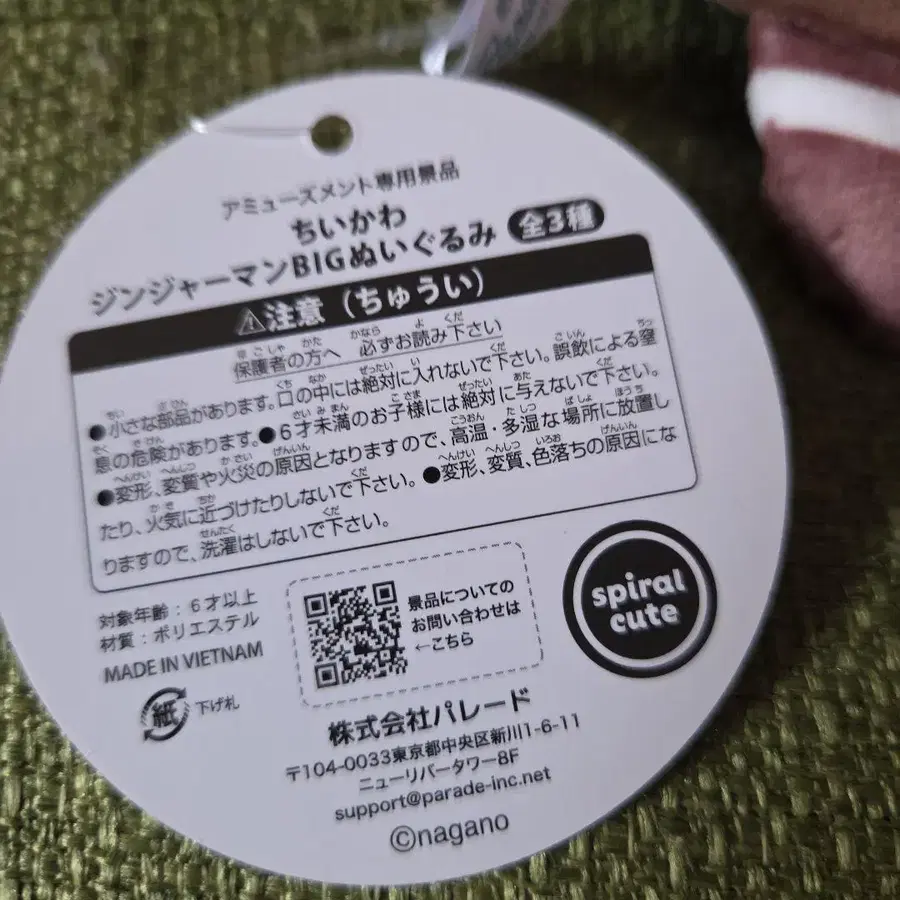 アミューズメント専用景品
ちいかわ
ジンジャーマンBIGぬいぐるみ 全3種
⚠注意（ちゅうい）
保護者の方へ 必ずお読み下さい
●小さな部品があります。口の中には絶対に入れないで下さい。誤飲による窒
息の危険があります。●6才未満のお子様には絶対に与えないで下さい。
●変形、変質や火災の原因となりますので、高温・多湿な場所に放置し
たり、火気に近づけたりしないで下さい。●変形、変質、色落ちの原因にな
りますので、洗濯はしないで下さい。
対象年齢：6才以上
材質：ポリエステル
MADE IN VIETNAM
紙 下げ札
景品についての
お問い合わせは
←こちら
spiral
cute
株式会社パレード
〒104-0033東京都中央区新川1-6-11
ニューリバータワー8F
support@parade-inc.net
©nagano